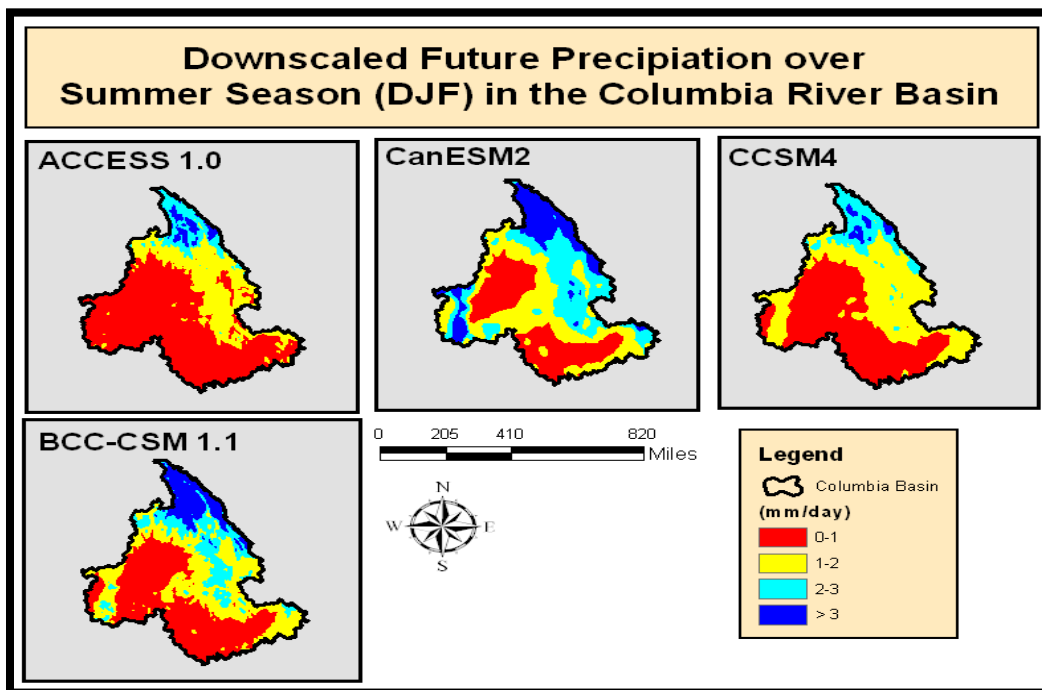 Downscaled Future Precipiation over
Summer Season (DJF) in the Columbia River Basin
ACCESS 1.0
CanESM2
CCSM4
BCC-CSM 1.1
0 205 410 820
Miles
N
W E
S
Legend
Columbia Basin
(mm/day)
0-1
1-2
2-3
> 3